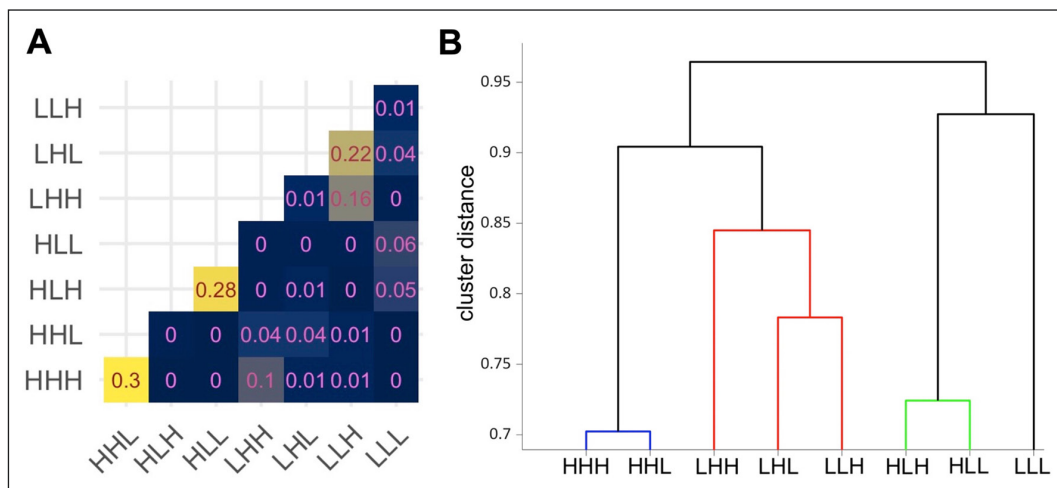 A
LLH 0.01
LHL 0.22 0.04
LHH 0.01 0.16 0
HLL 0 0 0 0.06
HLH 0.28 0 0.01 0 0.05
HHL 0 0 0.04 0.04 0.01 0
HHH 0.3 0 0 0.1 0.01 0.01 0
HHL HLH HLL LHH LHL LLH LLL
B
cluster distance
0.95
0.9
0.85
0.8
0.75
0.7
HHH HHL LHH LHL LLH HLH HLL LLL